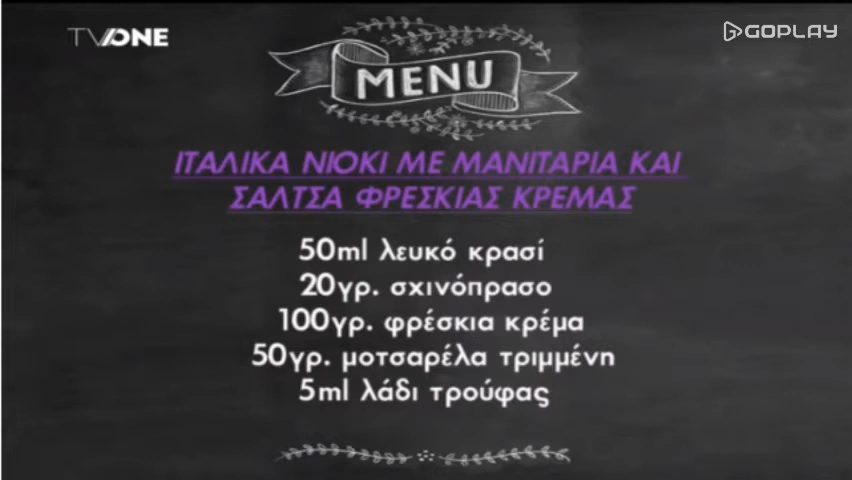 TVONE
GOPLAY
MENU
ΙΤΑΛΙΚΑ ΝΙΟΚΙ ΜΕ ΜΑΝΙΤΑΡΙΑ ΚΑΙ
ΣΑΛΤΣΑ ΦΡΕΣΚΙΑΣ ΚΡΕΜΑΣ
50ml λευκό κρασί
20γρ. σχινόπρασο
100γρ. φρέσκια κρέμα
50γρ. μοτσαρέλα τριμμένη
5ml λάδι τρούφας